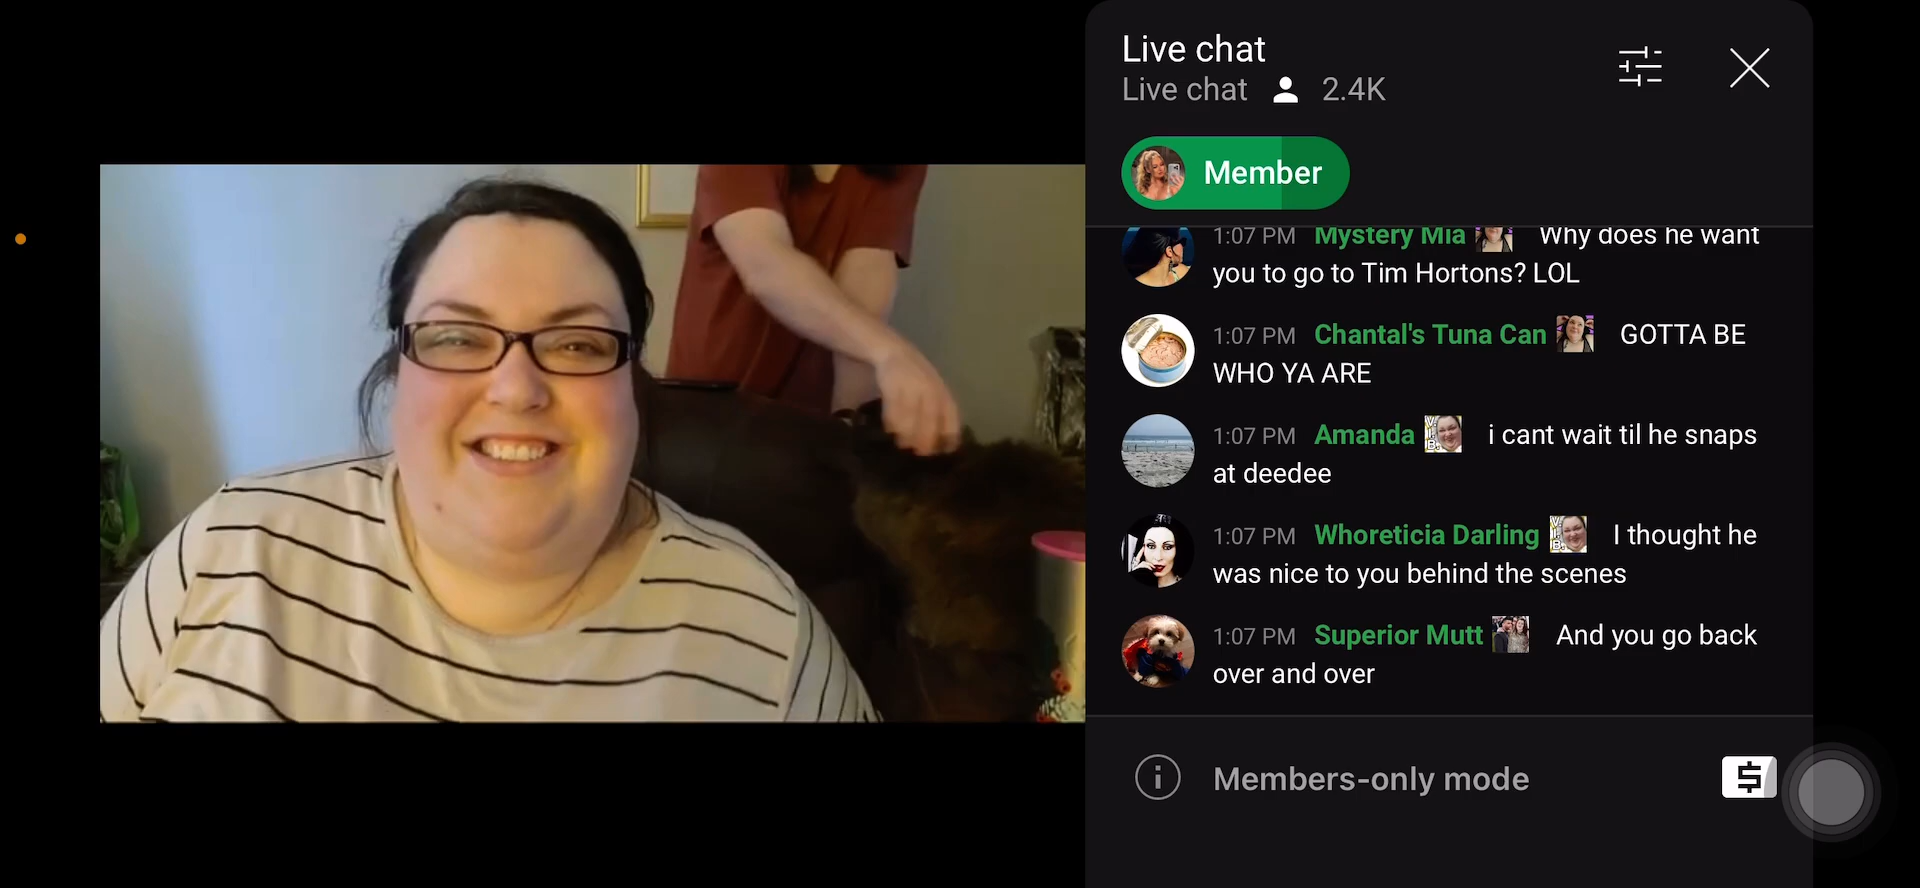 Live chat
Live chat 2.4K
Member
1:07 PM Mystery Mia Why does he want
you to go to Tim Hortons? LOL
1:07 PM Chantal's Tuna Can GOTTA BE
WHO YA ARE
1:07 PM Amanda i cant wait til he snaps
at deedee
1:07 PM Whoreticia Darling I thought he
was nice to you behind the scenes
1:07 PM Superior Mutt And you go back
over and over
Members-only mode
$